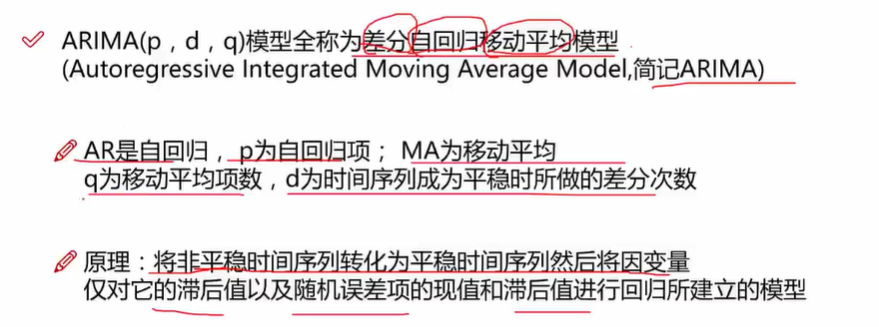 ARIMA(p，d，q)模型全称为差分自回归移动平均模型
(Autoregressive Integrated Moving Average Model,简记ARIMA)
AR是自回归，p为自回归项；MA为移动平均
q为移动平均项数，d为时间序列成为平稳时所做的差分次数
原理：将非平稳时间序列转化为平稳时间序列然后将因变量
仅对它的滞后值以及随机误差项的现值和滞后值进行回归所建立的模型